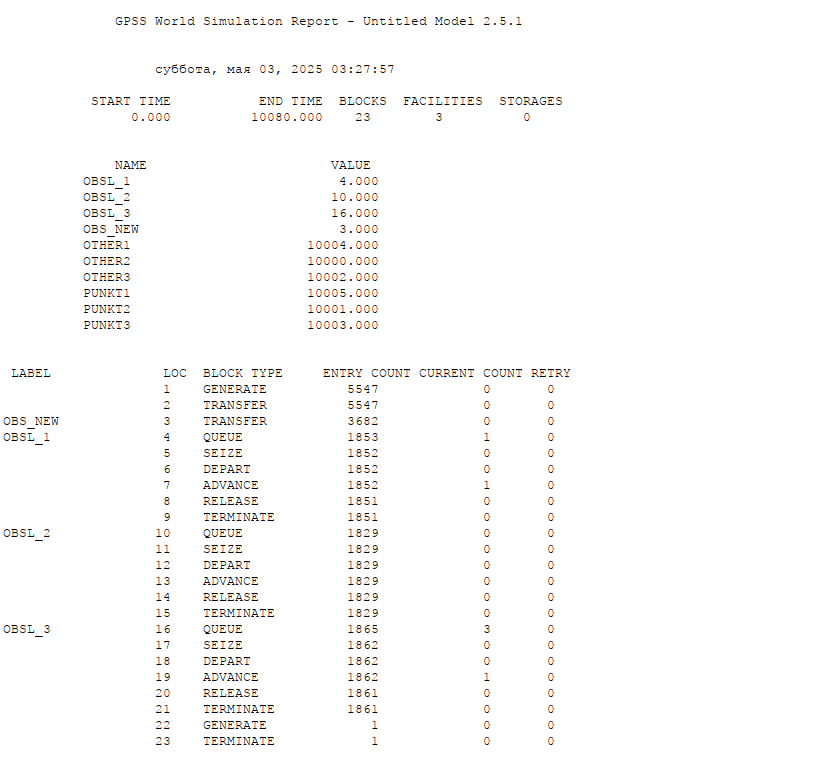 GPSS World Simulation Report - Untitled Model 2.5.1
суббота, мая 03, 2025 03:27:57
START TIME END TIME BLOCKS FACILITIES STORAGES
0.000 10080.000 23 3 0
NAME VALUE
OBSL_1 4.000
OBSL_2 10.000
OBSL_3 16.000
OBS_NEW 3.000
OTHER1 10004.000
OTHER2 10000.000
OTHER3 10002.000
PUNKT1 10005.000
PUNKT2 10001.000
PUNKT3 10003.000
LABEL LOC BLOCK TYPE ENTRY COUNT CURRENT COUNT RETRY
1 GENERATE 5547 0 0
2 TRANSFER 5547 0 0
OBS_NEW 3 TRANSFER 3682 0 0
OBSL_1 4 QUEUE 1853 1 0
5 SEIZE 1852 0 0
6 DEPART 1852 0 0
7 ADVANCE 1852 1 0
8 RELEASE 1851 0 0
9 TERMINATE 1851 0 0
OBSL_2 10 QUEUE 1829 0 0
11 SEIZE 1829 0 0
12 DEPART 1829 0 0
13 ADVANCE 1829 0 0
14 RELEASE 1829 0 0
15 TERMINATE 1829 0 0
OBSL_3 16 QUEUE 1865 3 0
17 SEIZE 1862 0 0
18 DEPART 1862 0 0
19 ADVANCE 1862 1 0
20 RELEASE 1861 0 0
21 TERMINATE 1861 0 0
22 GENERATE 1 0 0
23 TERMINATE 1 0 0